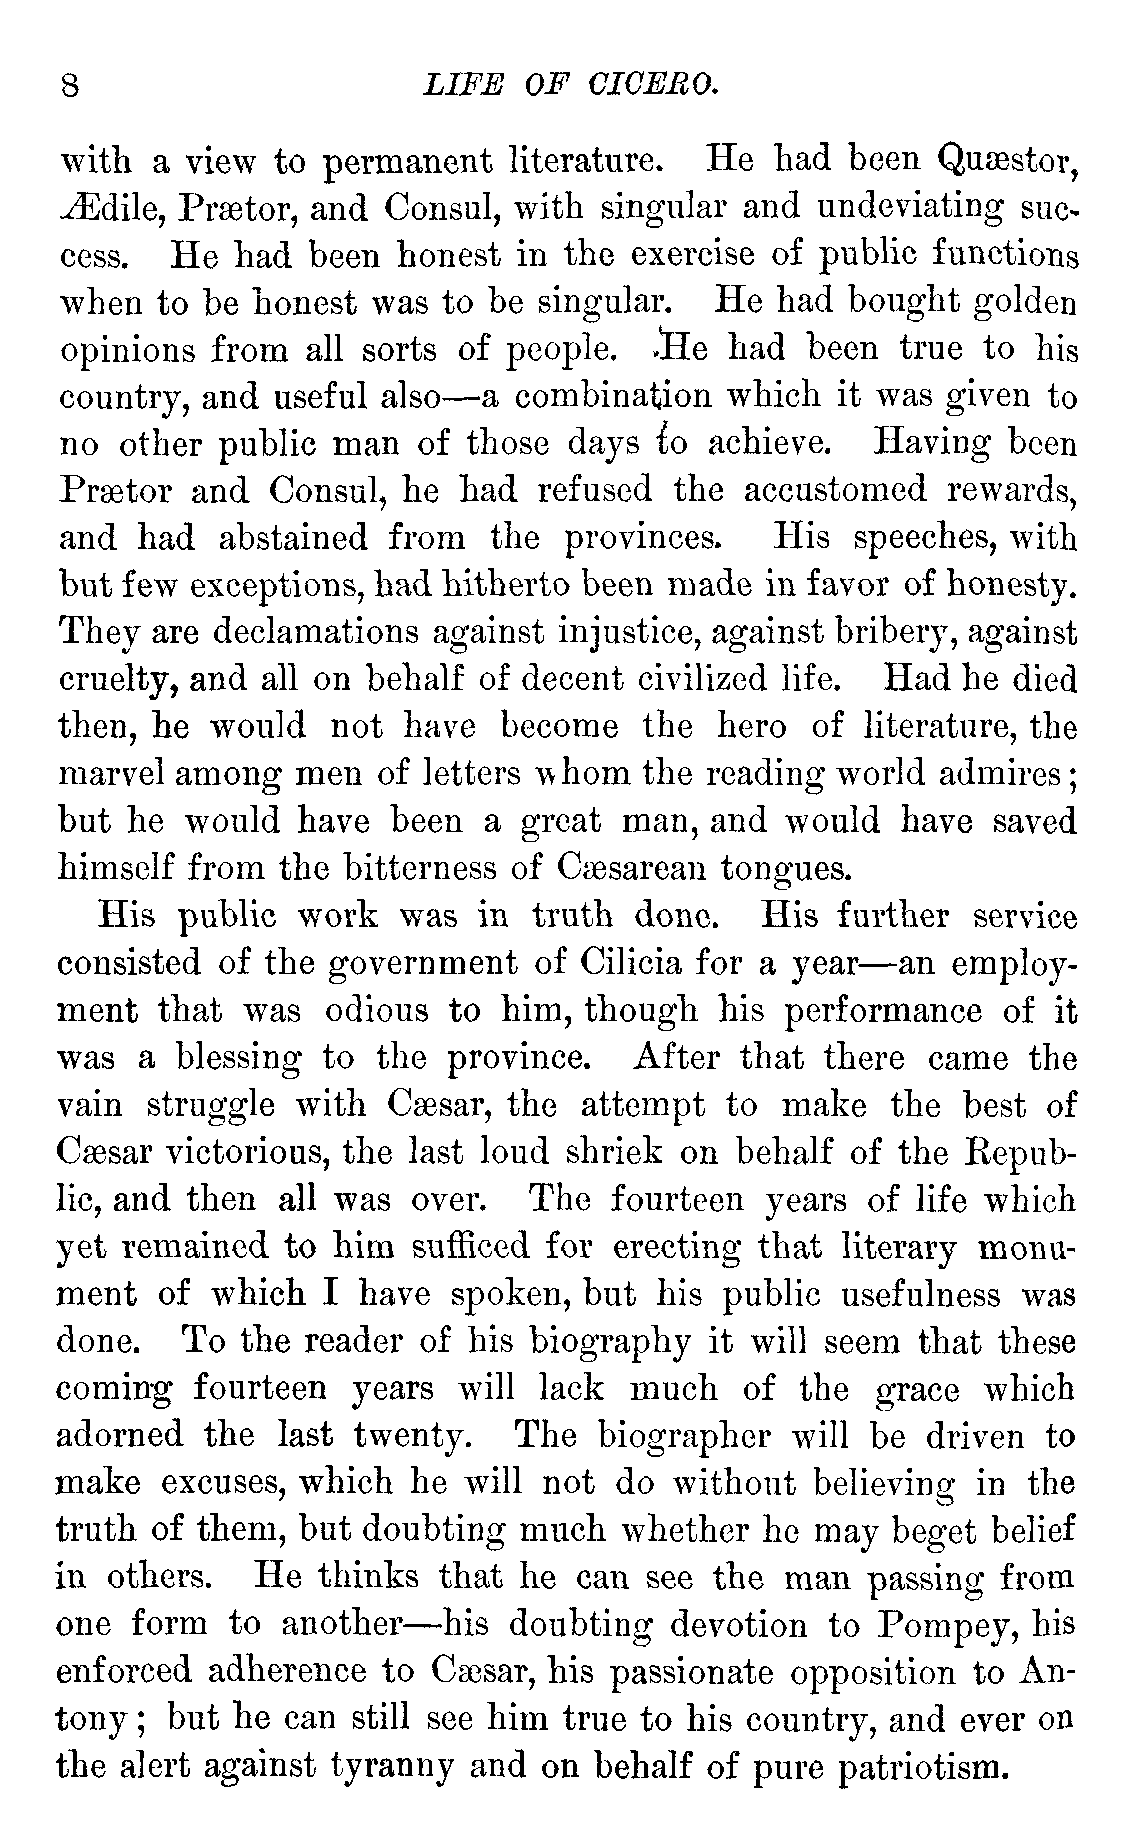 8 LIFE OF CICERO.
with a view to permanent literature. He had been Quæstor,
Ædile, Prætor, and Consul, with singular and undeviating suc-
cess. He had been honest in the exercise of public functions
when to be honest was to be singular. He had bought golden
opinions from all sorts of people. He had been true to his
country, and useful also—a combination which it was given to
no other public man of those days to achieve. Having been
Prætor and Consul, he had refused the accustomed rewards,
and had abstained from the provinces. His speeches, with
but few exceptions, had hitherto been made in favor of honesty.
They are declamations against injustice, against bribery, against
cruelty, and all on behalf of decent civilized life. Had he died
then, he would not have become the hero of literature, the
marvel among men of letters whom the reading world admires;
but he would have been a great man, and would have saved
himself from the bitterness of Cæsarean tongues.
His public work was in truth done. His further service
consisted of the government of Cilicia for a year—an employ-
ment that was odious to him, though his performance of it
was a blessing to the province. After that there came the
vain struggle with Cæsar, the attempt to make the best of
Cæsar victorious, the last loud shriek on behalf of the Repub-
lic, and then all was over. The fourteen years of life which
yet remained to him sufficed for erecting that literary monu-
ment of which I have spoken, but his public usefulness was
done. To the reader of his biography it will seem that these
coming fourteen years will lack much of the grace which
adorned the last twenty. The biographer will be driven to
make excuses, which he will not do without believing in the
truth of them, but doubting much whether he may beget belief
in others. He thinks that he can see the man passing from
one form to another—his doubting devotion to Pompey, his
enforced adherence to Cæsar, his passionate opposition to An-
tony; but he can still see him true to his country, and ever on
the alert against tyranny and on behalf of pure patriotism.